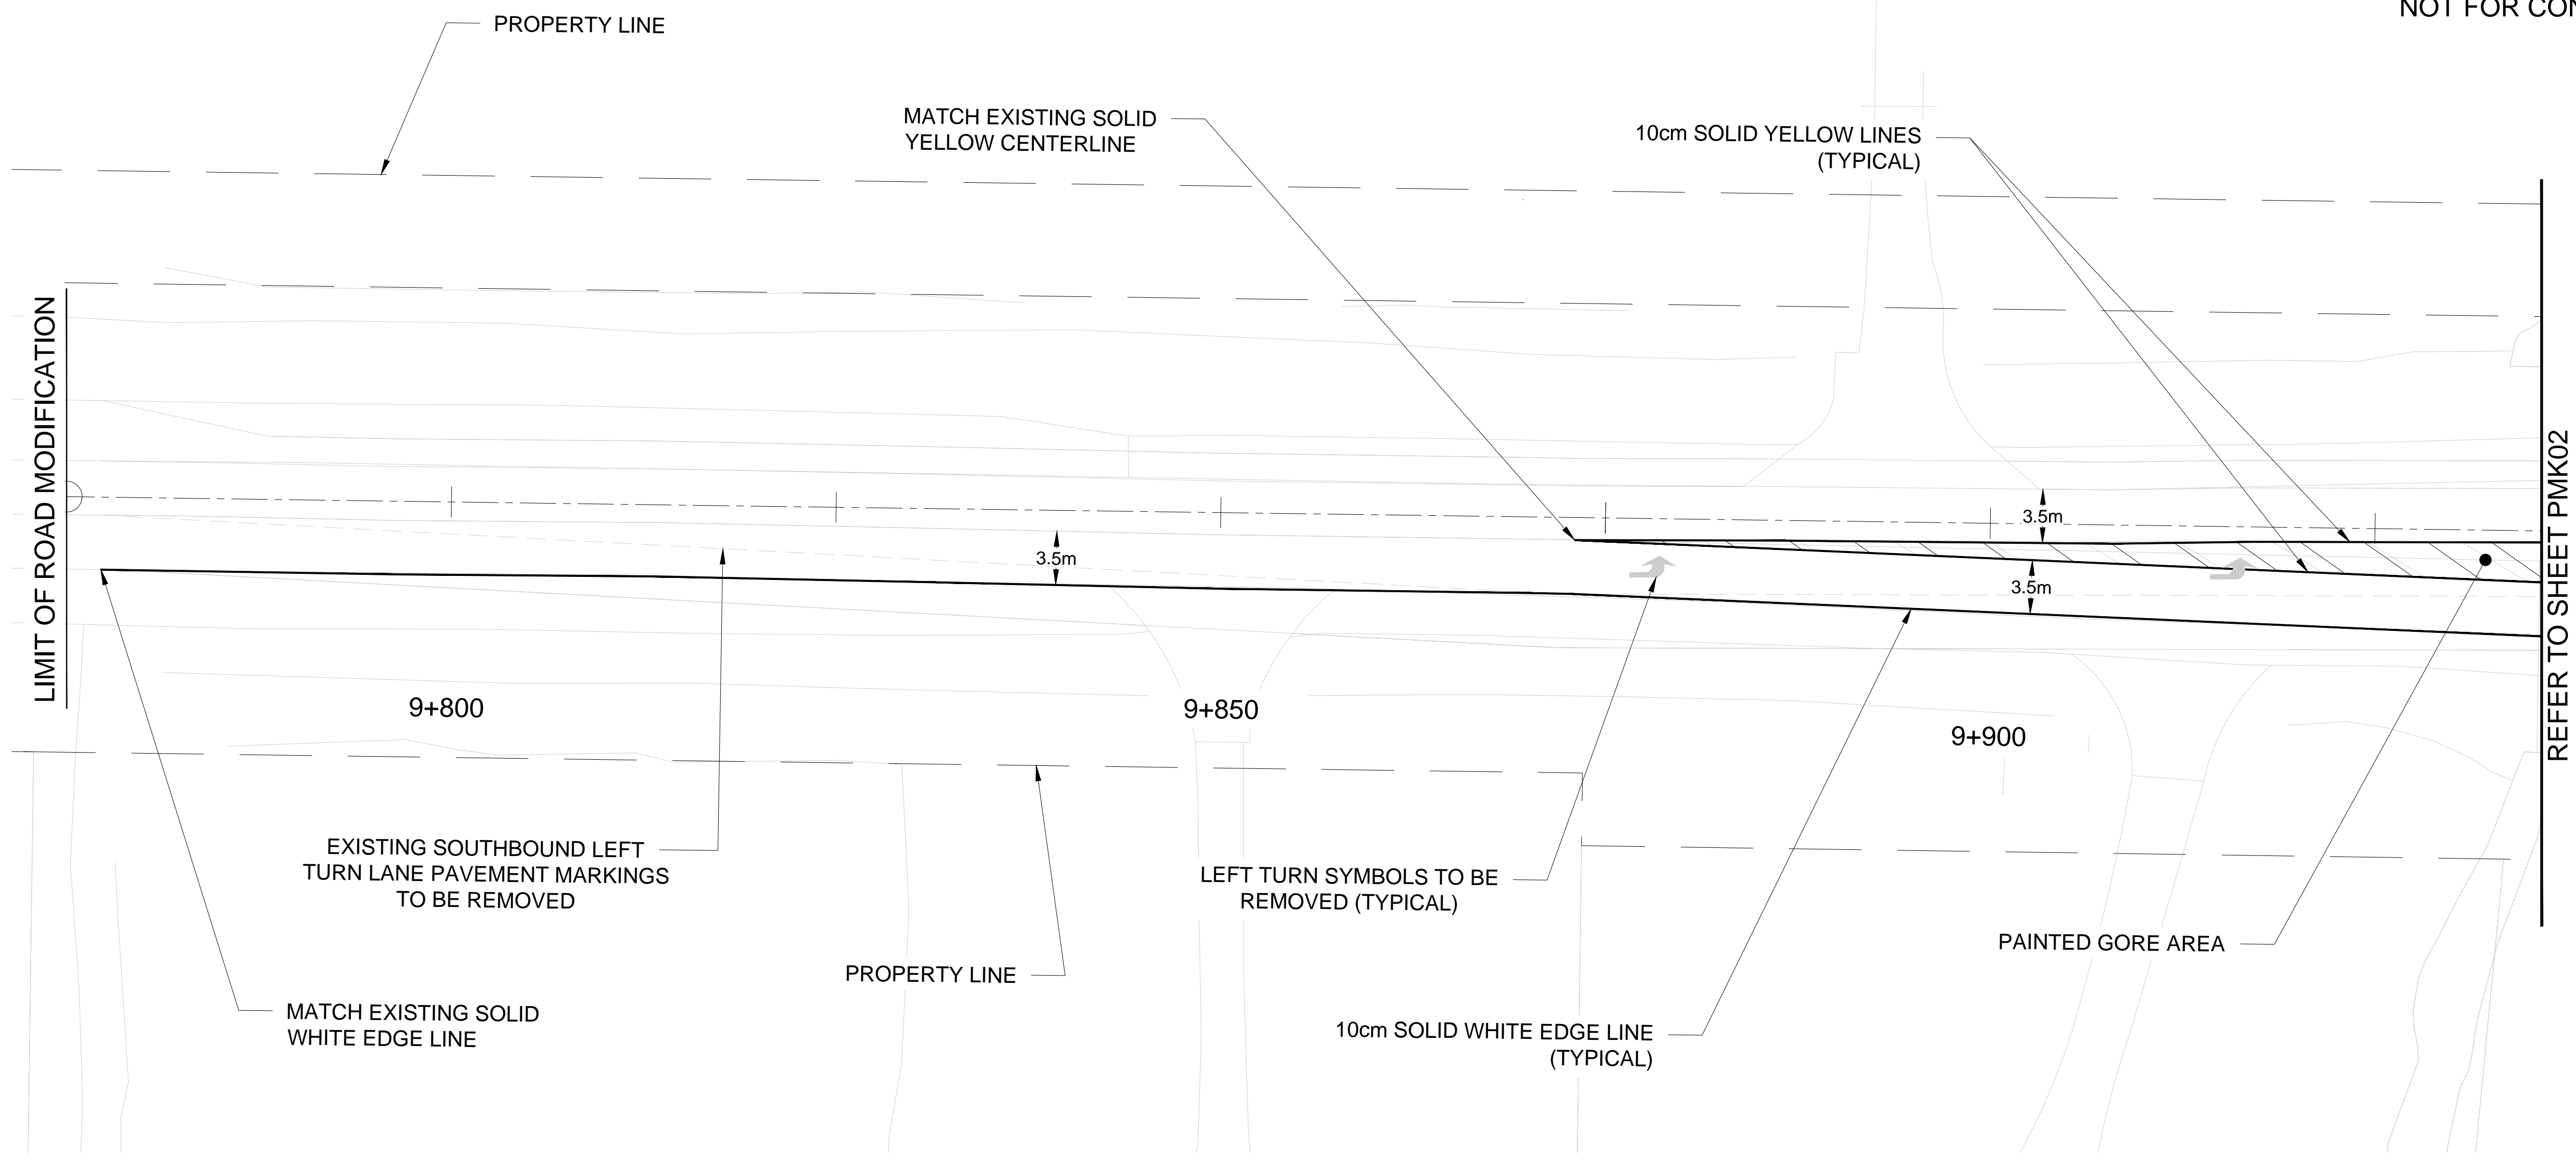 NOT FOR CON
PROPERTY LINE
MATCH EXISTING SOLID
YELLOW CENTERLINE
10cm SOLID YELLOW LINES
(TYPICAL)
LIMIT OF ROAD MODIFICATION
REFER TO SHEET PMK02
3.5m
3.5m
3.5m
9+800
9+850
9+900
EXISTING SOUTHBOUND LEFT
TURN LANE PAVEMENT MARKINGS
TO BE REMOVED
LEFT TURN SYMBOLS TO BE
REMOVED (TYPICAL)
PAINTED GORE AREA
PROPERTY LINE
MATCH EXISTING SOLID
WHITE EDGE LINE
10cm SOLID WHITE EDGE LINE
(TYPICAL)